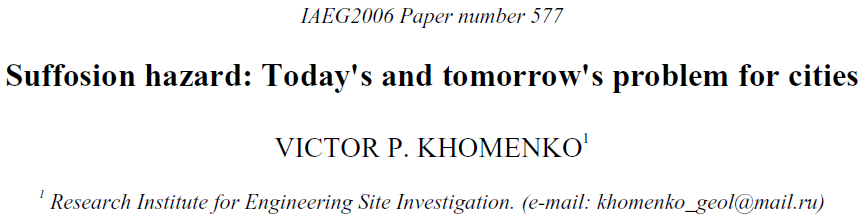 IAEG2006 Paper number 577
Suffosion hazard: Today's and tomorrow's problem for cities
VICTOR P. KHOMENKO1
1 Research Institute for Engineering Site Investigation. (e-mail: khomenko_geol@mail.ru)